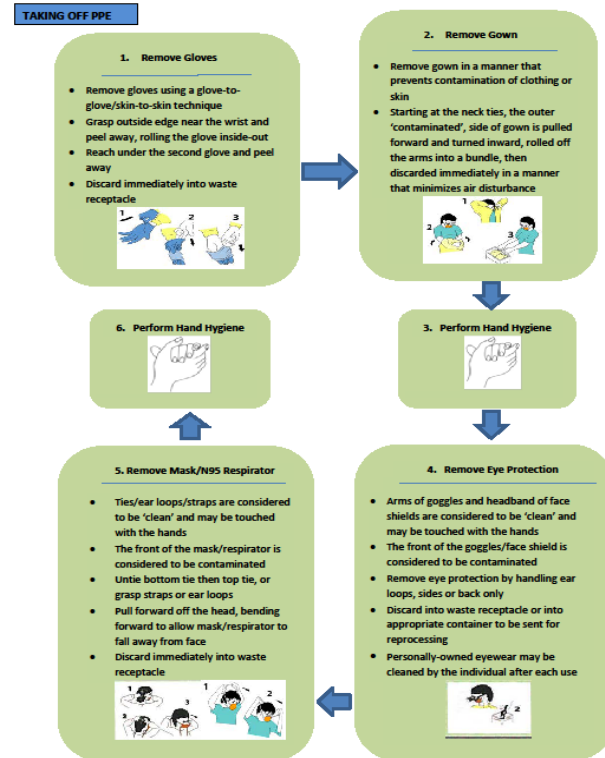 TAKING OFF PPE
1. Remove Gloves
• Remove gloves using a glove-to-
glove/skin-to-skin technique
• Grasp outside edge near the wrist and
peel away, rolling the glove inside-out
• Reach under the second glove and peel
away
• Discard immediately into waste
receptacle
1 2 3
2. Remove Gown
• Remove gown in a manner that
prevents contamination of clothing or
skin
• Starting at the neck ties, the outer
‘contaminated’, side of gown is pulled
forward and turned inward, rolled off
the arms into a bundle, then
discarded immediately in a manner
that minimizes air disturbance
1
2
3
3. Perform Hand Hygiene
4. Remove Eye Protection
• Arms of goggles and headband of face
shields are considered to be ‘clean’ and
may be touched with the hands
• The front of the goggles/face shield is
considered to be contaminated
• Remove eye protection by handling ear
loops, sides or back only
• Discard into waste receptacle or into
appropriate container to be sent for
reprocessing
• Personally-owned eyewear may be
cleaned by the individual after each use
2
5. Remove Mask/N95 Respirator
• Ties/ear loops/straps are considered
to be ‘clean’ and may be touched
with the hands
• The front of the mask/respirator is
considered to be contaminated
• Untie bottom tie then top tie, or
grasp straps or ear loops
• Pull forward off the head, bending
forward to allow mask/respirator to
fall away from face
• Discard immediately into waste
receptacle
1 3 1 2
3
6. Perform Hand Hygiene